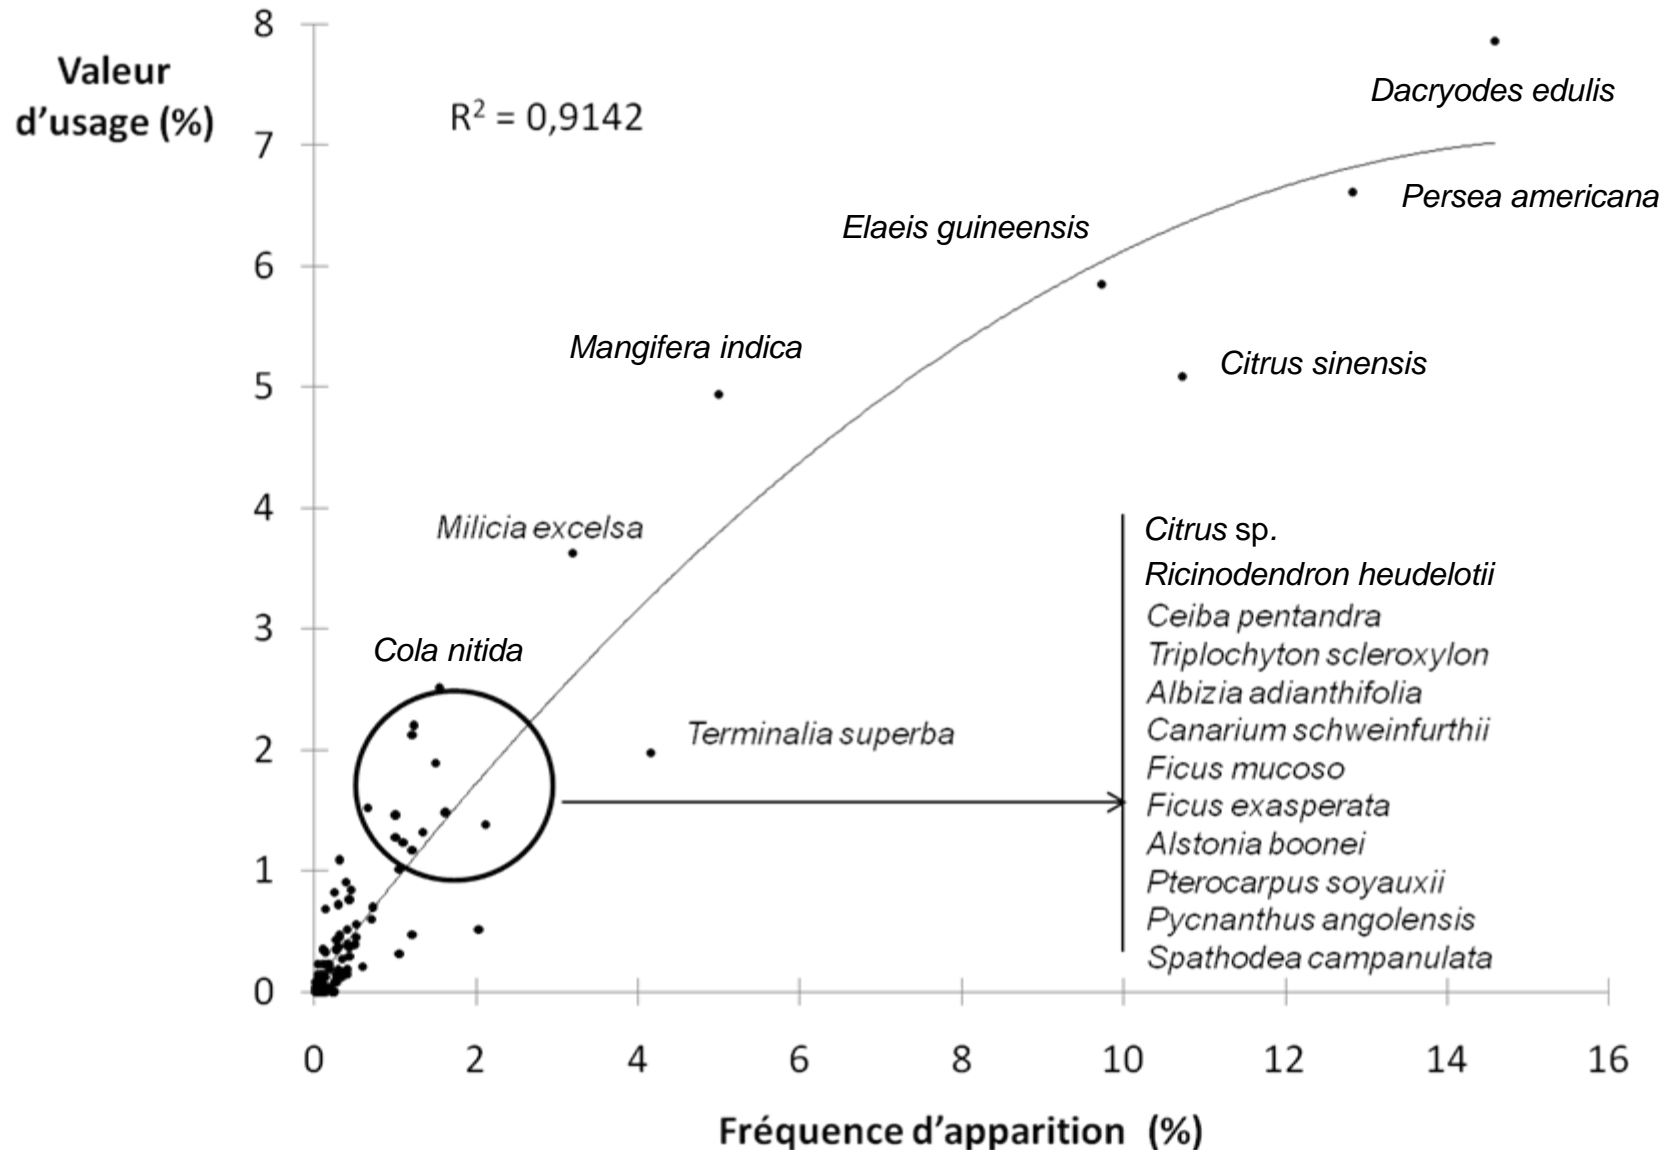 8
Valeur
d'usage (%)
R² = 0,9142
Dacryodes edulis
7
Persea americana
Elaeis guineensis
6
Mangifera indica
Citrus sinensis
5
4
Milicia excelsa
Citrus sp.
Ricinodendron heudelotii
Ceiba pentandra
3
Cola nitida
Triplochyton scleroxylon
Albizia adianthifolia
Terminalia superba
Canarium schweinfurthii
2
Ficus mucoso
Ficus exasperata
Alstonia boonei
1
Pterocarpus soyauxii
Pycnanthus angolensis
Spathodea campanulata
0
0 2 4 6 8 10 12 14 16
Fréquence d'apparition (%)